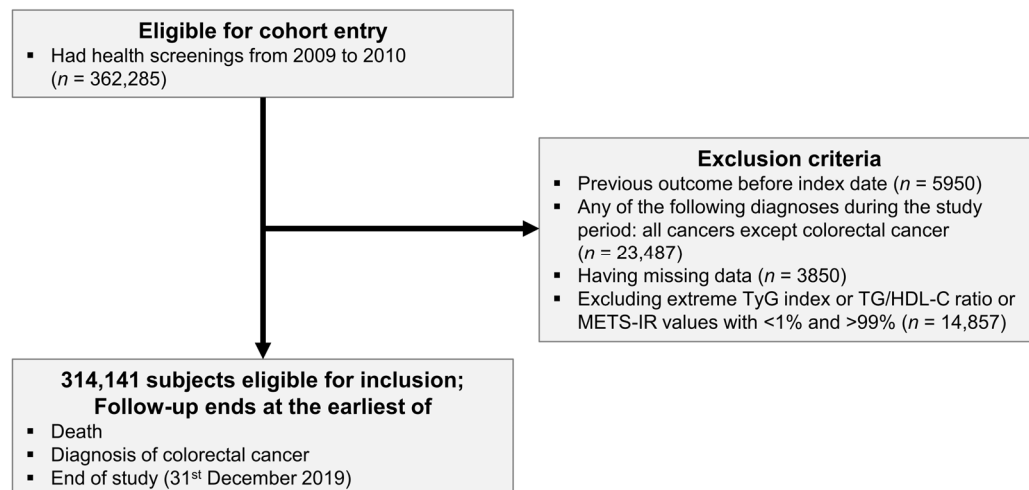 Eligible for cohort entry
▪ Had health screenings from 2009 to 2010
(n = 362,285)
Exclusion criteria
▪ Previous outcome before index date (n = 5950)
▪ Any of the following diagnoses during the study
period: all cancers except colorectal cancer
(n = 23,487)
▪ Having missing data (n = 3850)
▪ Excluding extreme TyG index or TG/HDL-C ratio or
METS-IR values with <1% and >99% (n = 14,857)
314,141 subjects eligible for inclusion;
Follow-up ends at the earliest of
▪ Death
▪ Diagnosis of colorectal cancer
▪ End of study (31st December 2019)